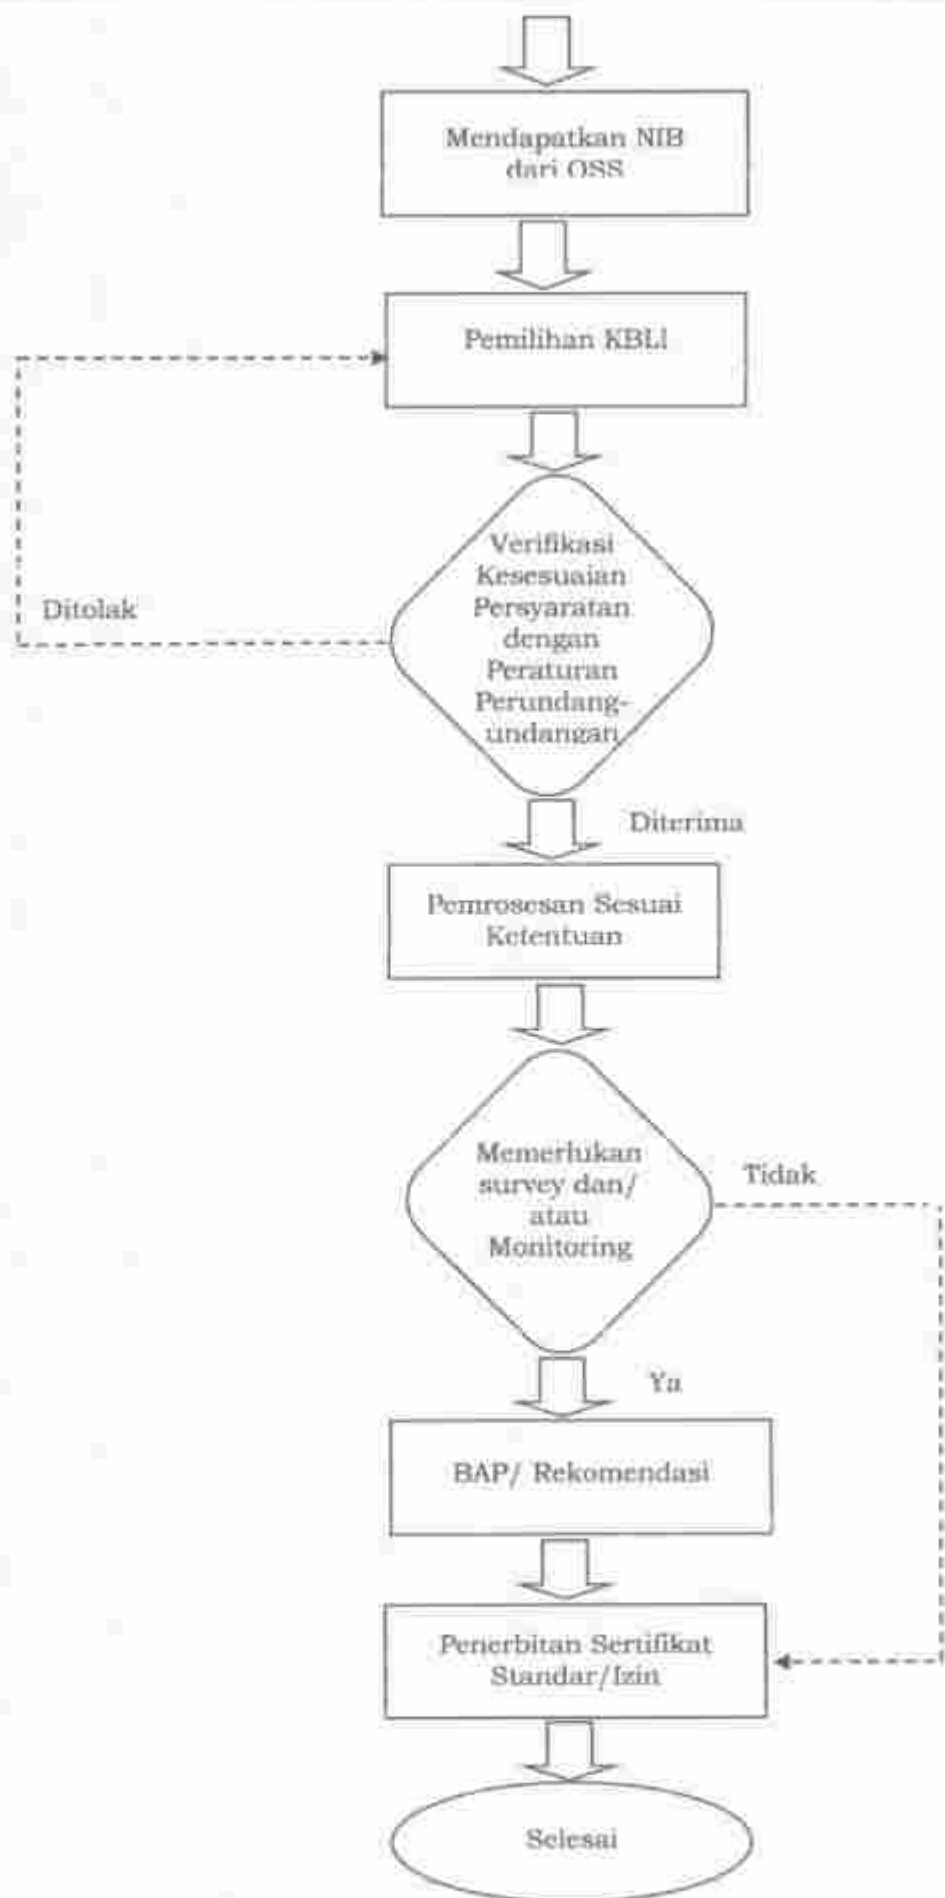 Mendapatkan NIB
dari OSS
Pemilihan KBLI
Verifikasi
Kesesuaian
Persyaratan
dengan
Peraturan
Perundang-
undangan
Ditolak
Diterima
Pemrosesan Sesuai
Ketentuan
Memerlukan
survey dan/
atau
Monitoring
Tidak
Ya
BAP/ Rekomendasi
Penerbitan Sertifikat
Standar/Izin
Selesai